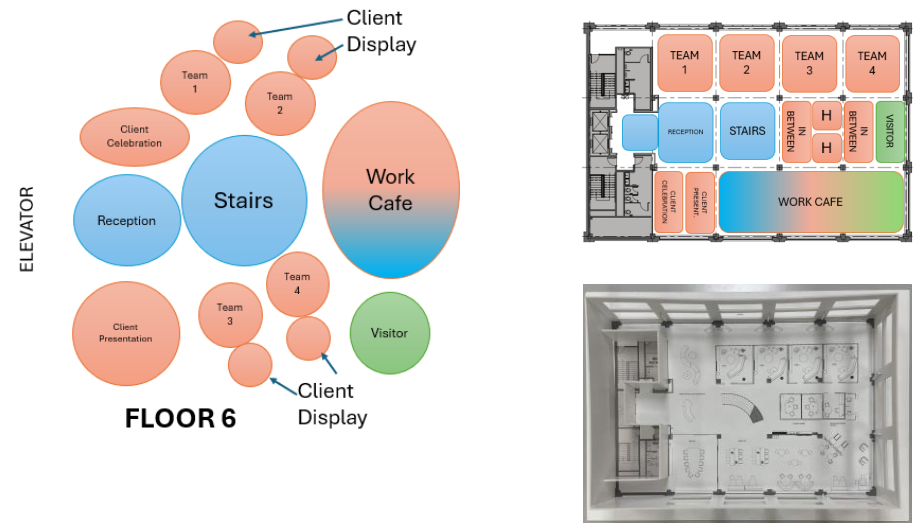 Client
Display
Team
1
Team
2
Client
Celebration
Work
Cafe
Stairs
Reception
ELEVATOR
Team
4
Team
3
Client
Presentation
Visitor
Client
Display
FLOOR 6
TEAM
1
TEAM
2
TEAM
3
TEAM
4
RECEPTION
STAIRS
IN
BETWEEN
H
H
IN
BETWEEN
VISITOR
CLIENT
CELEBRATION
CLIENT
PRESENT.
WORK CAFE